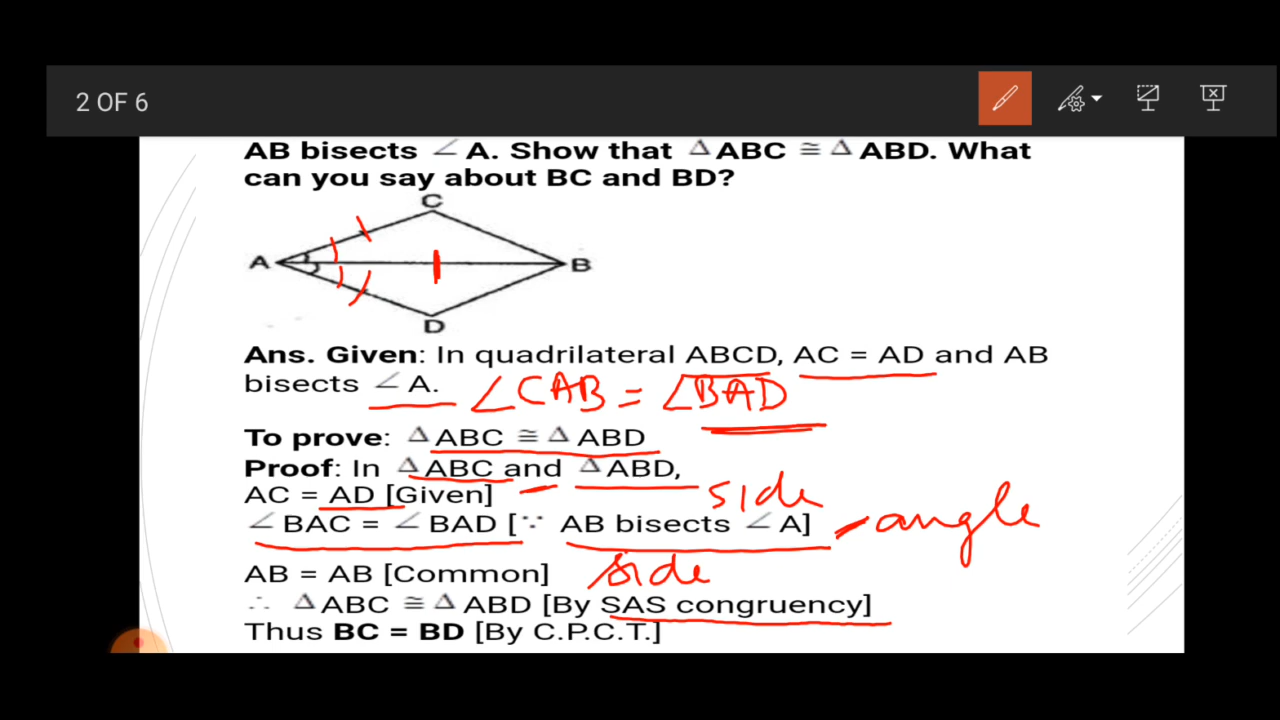 2 OF 6
AB bisects ∠ A. Show that △ ABC ≅ △ ABD. What
can you say about BC and BD?
C
A
B
D
Ans. Given: In quadrilateral ABCD, AC = AD and AB
bisects ∠ A. ∠CAB = ∠BAD
To prove: △ ABC ≅ △ ABD
Proof: In △ ABC and △ ABD,
AC = AD [Given] side
∠ BAC = ∠ BAD [∵ AB bisects ∠ A] angle
AB = AB [Common] side
∴ △ ABC ≅ △ ABD [By SAS congruency]
Thus BC = BD [By C.P.C.T.]